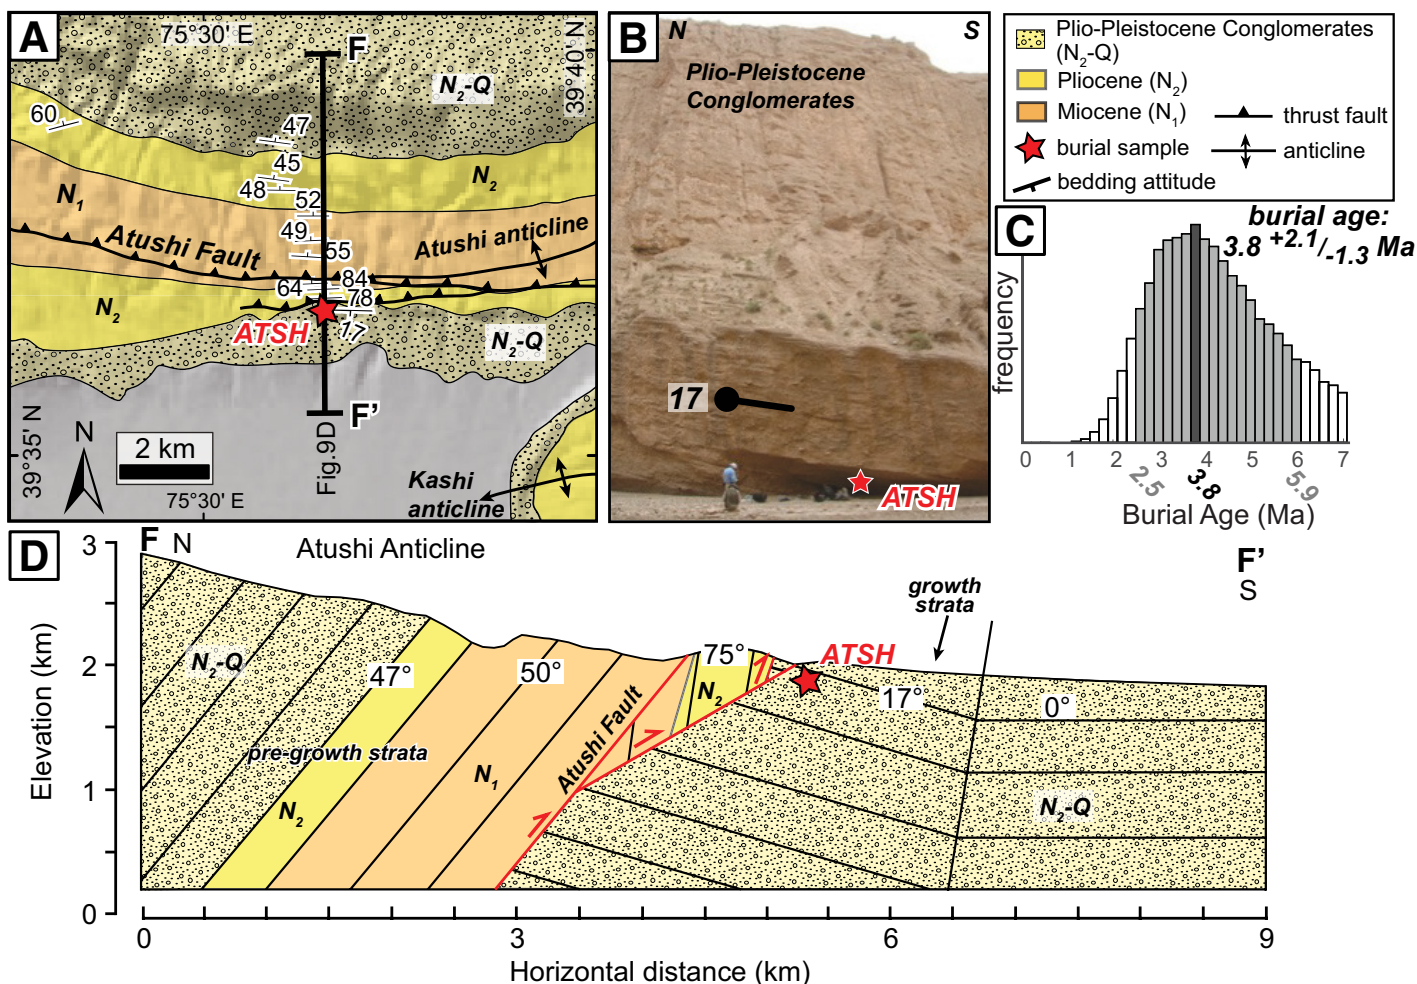 A
75°30' E
F
39°40' N
N₂-Q
60
47
45
48
52
N₂
N₁
49
55
Atushi Fault
Atushi anticline
64
84
78
N₂
ATSH
17
N₂-Q
F'
39°35' N
N
2 km
75°30' E
Fig.9D
Kashi
anticline
B
N
S
Plio-Pleistocene
Conglomerates
17
ATSH
Plio-Pleistocene Conglomerates
(N₂-Q)
Pliocene (N₂)
Miocene (N₁)
burial sample
bedding attitude
thrust fault
anticline
C
burial age:
3.8 +2.1/-1.3 Ma
frequency
0 1 2 3 4 5 6 7
2.5 3.8 5.9
Burial Age (Ma)
D
F N
Atushi Anticline
F'
S
growth
strata
3
2
1
0
Elevation (km)
N₂-Q
47°
50°
75°
ATSH
17°
0°
N₂
Atushi Fault
pre-growth strata
N₁
N₂
N₂-Q
0 3 6 9
Horizontal distance (km)